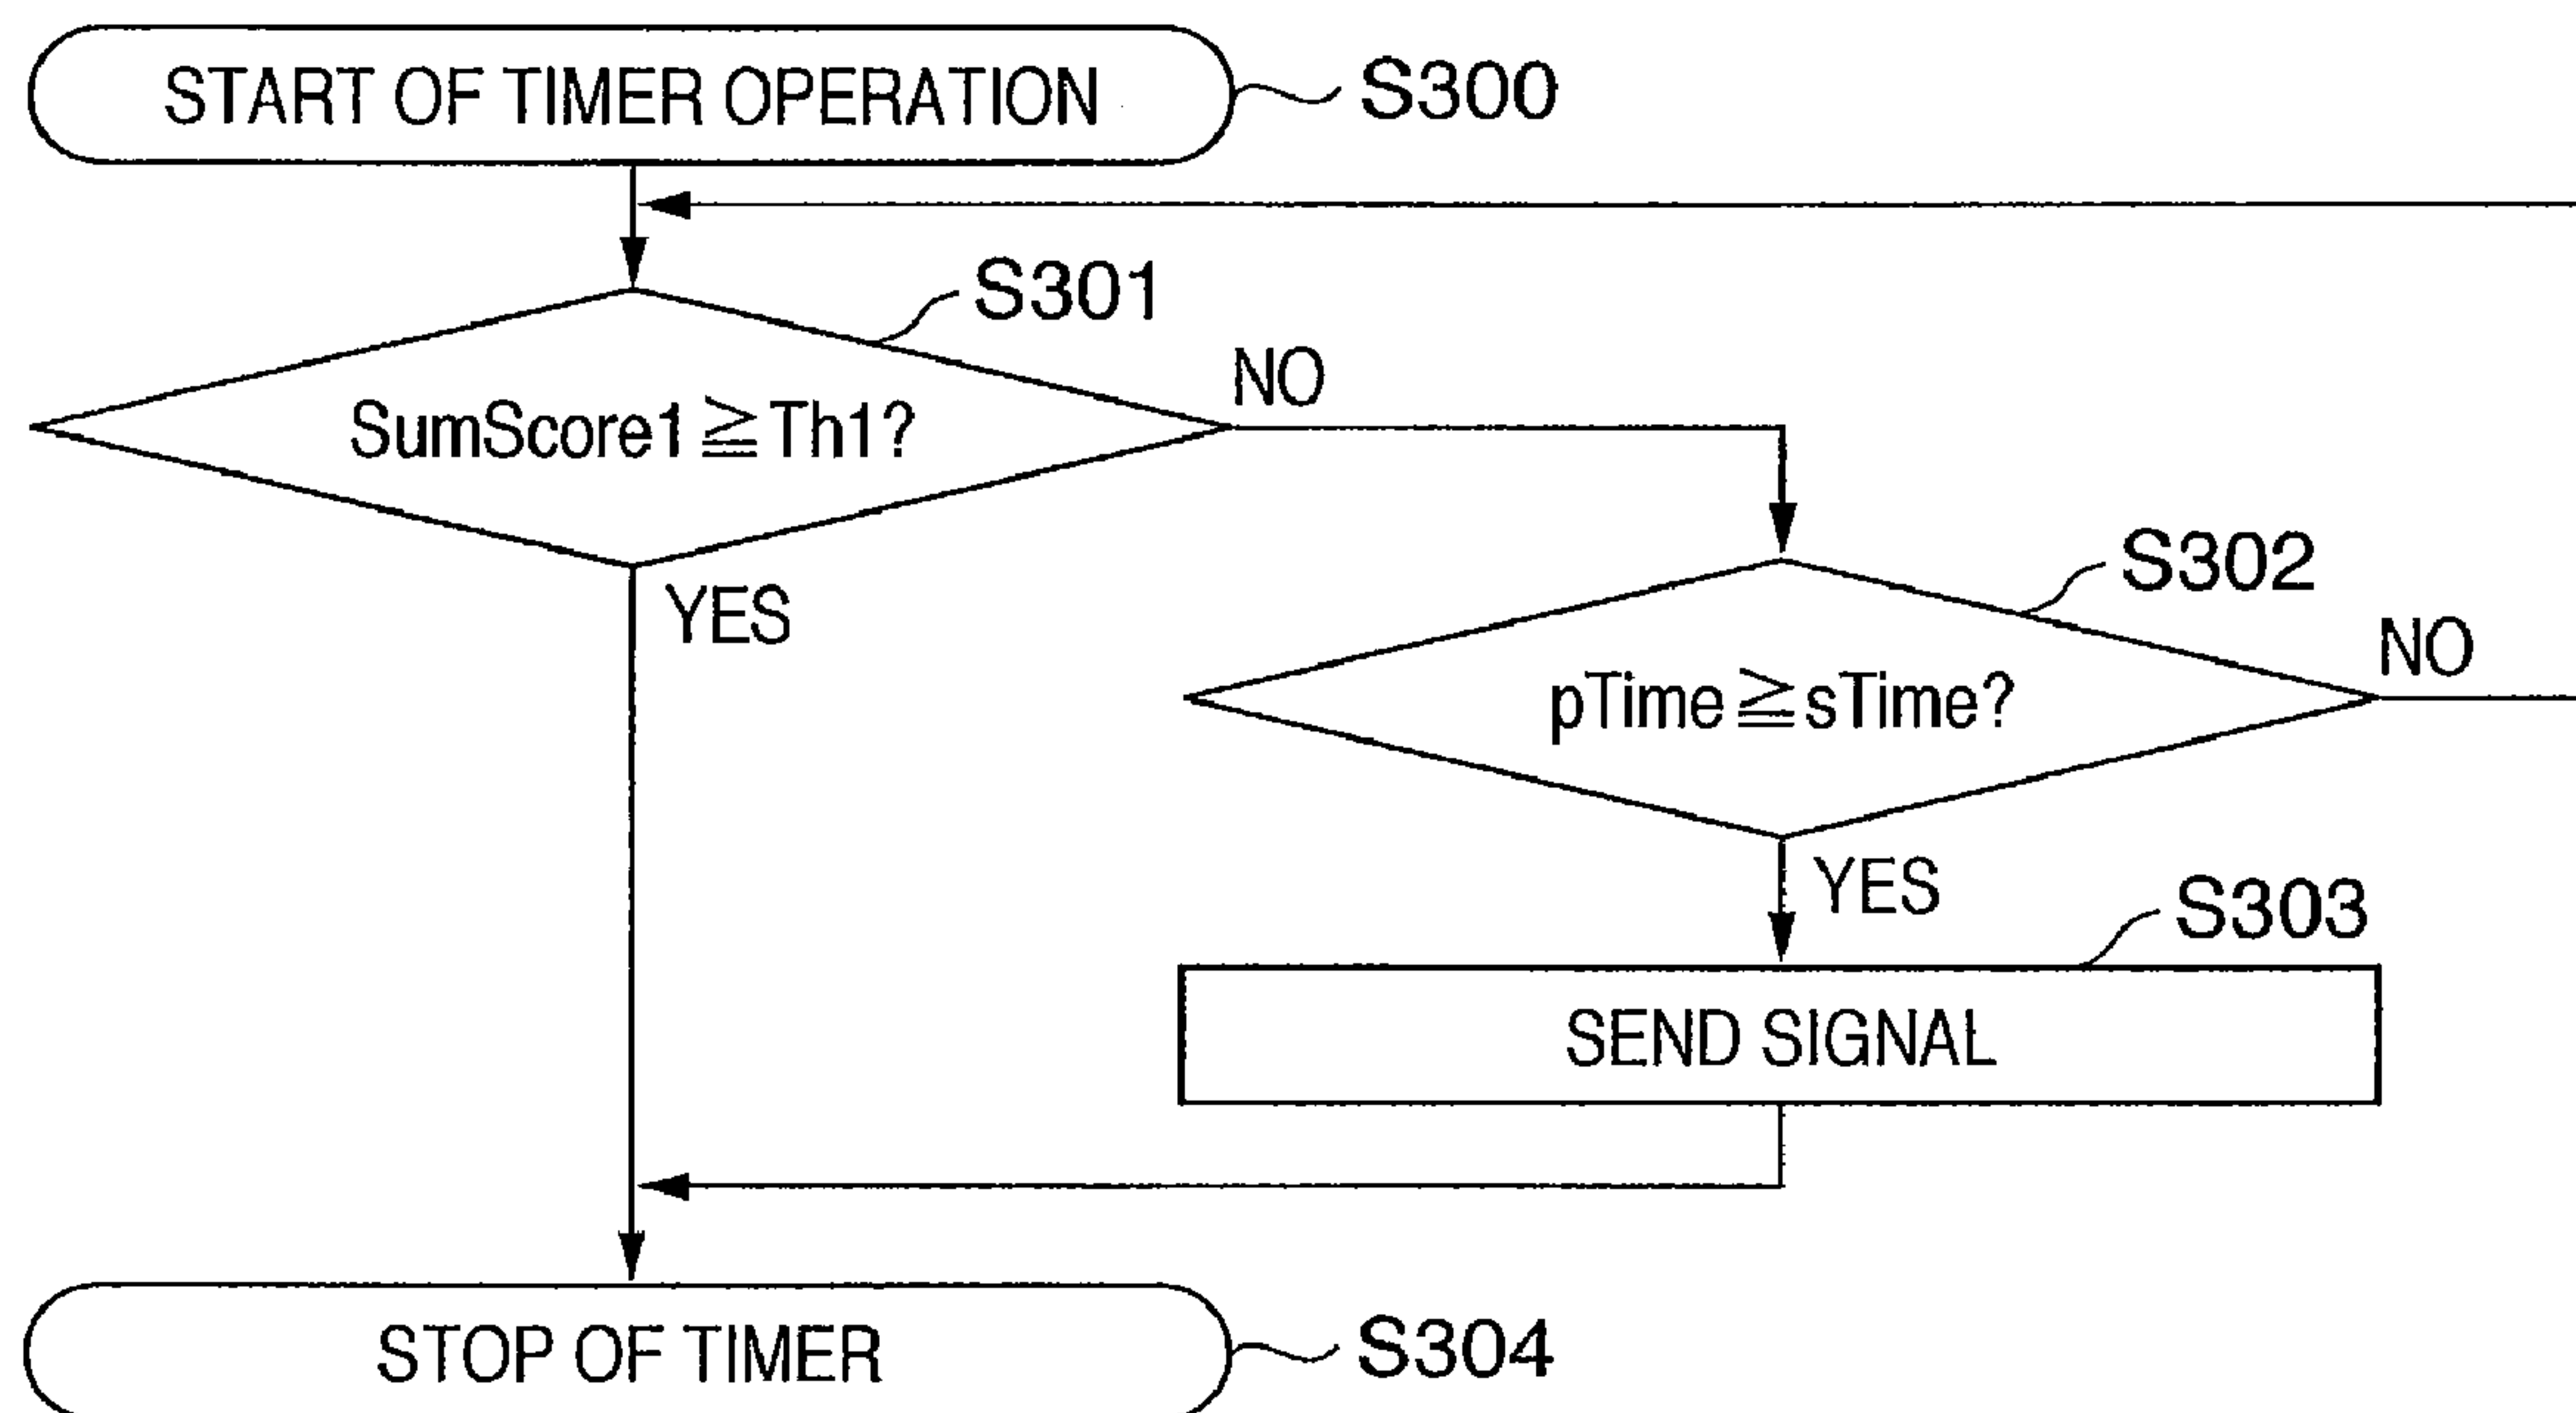 START OF TIMER OPERATION
S300
S301
SumScore1≧Th1?
NO
YES
S302
pTime≧sTime?
NO
YES
S303
SEND SIGNAL
STOP OF TIMER
S304